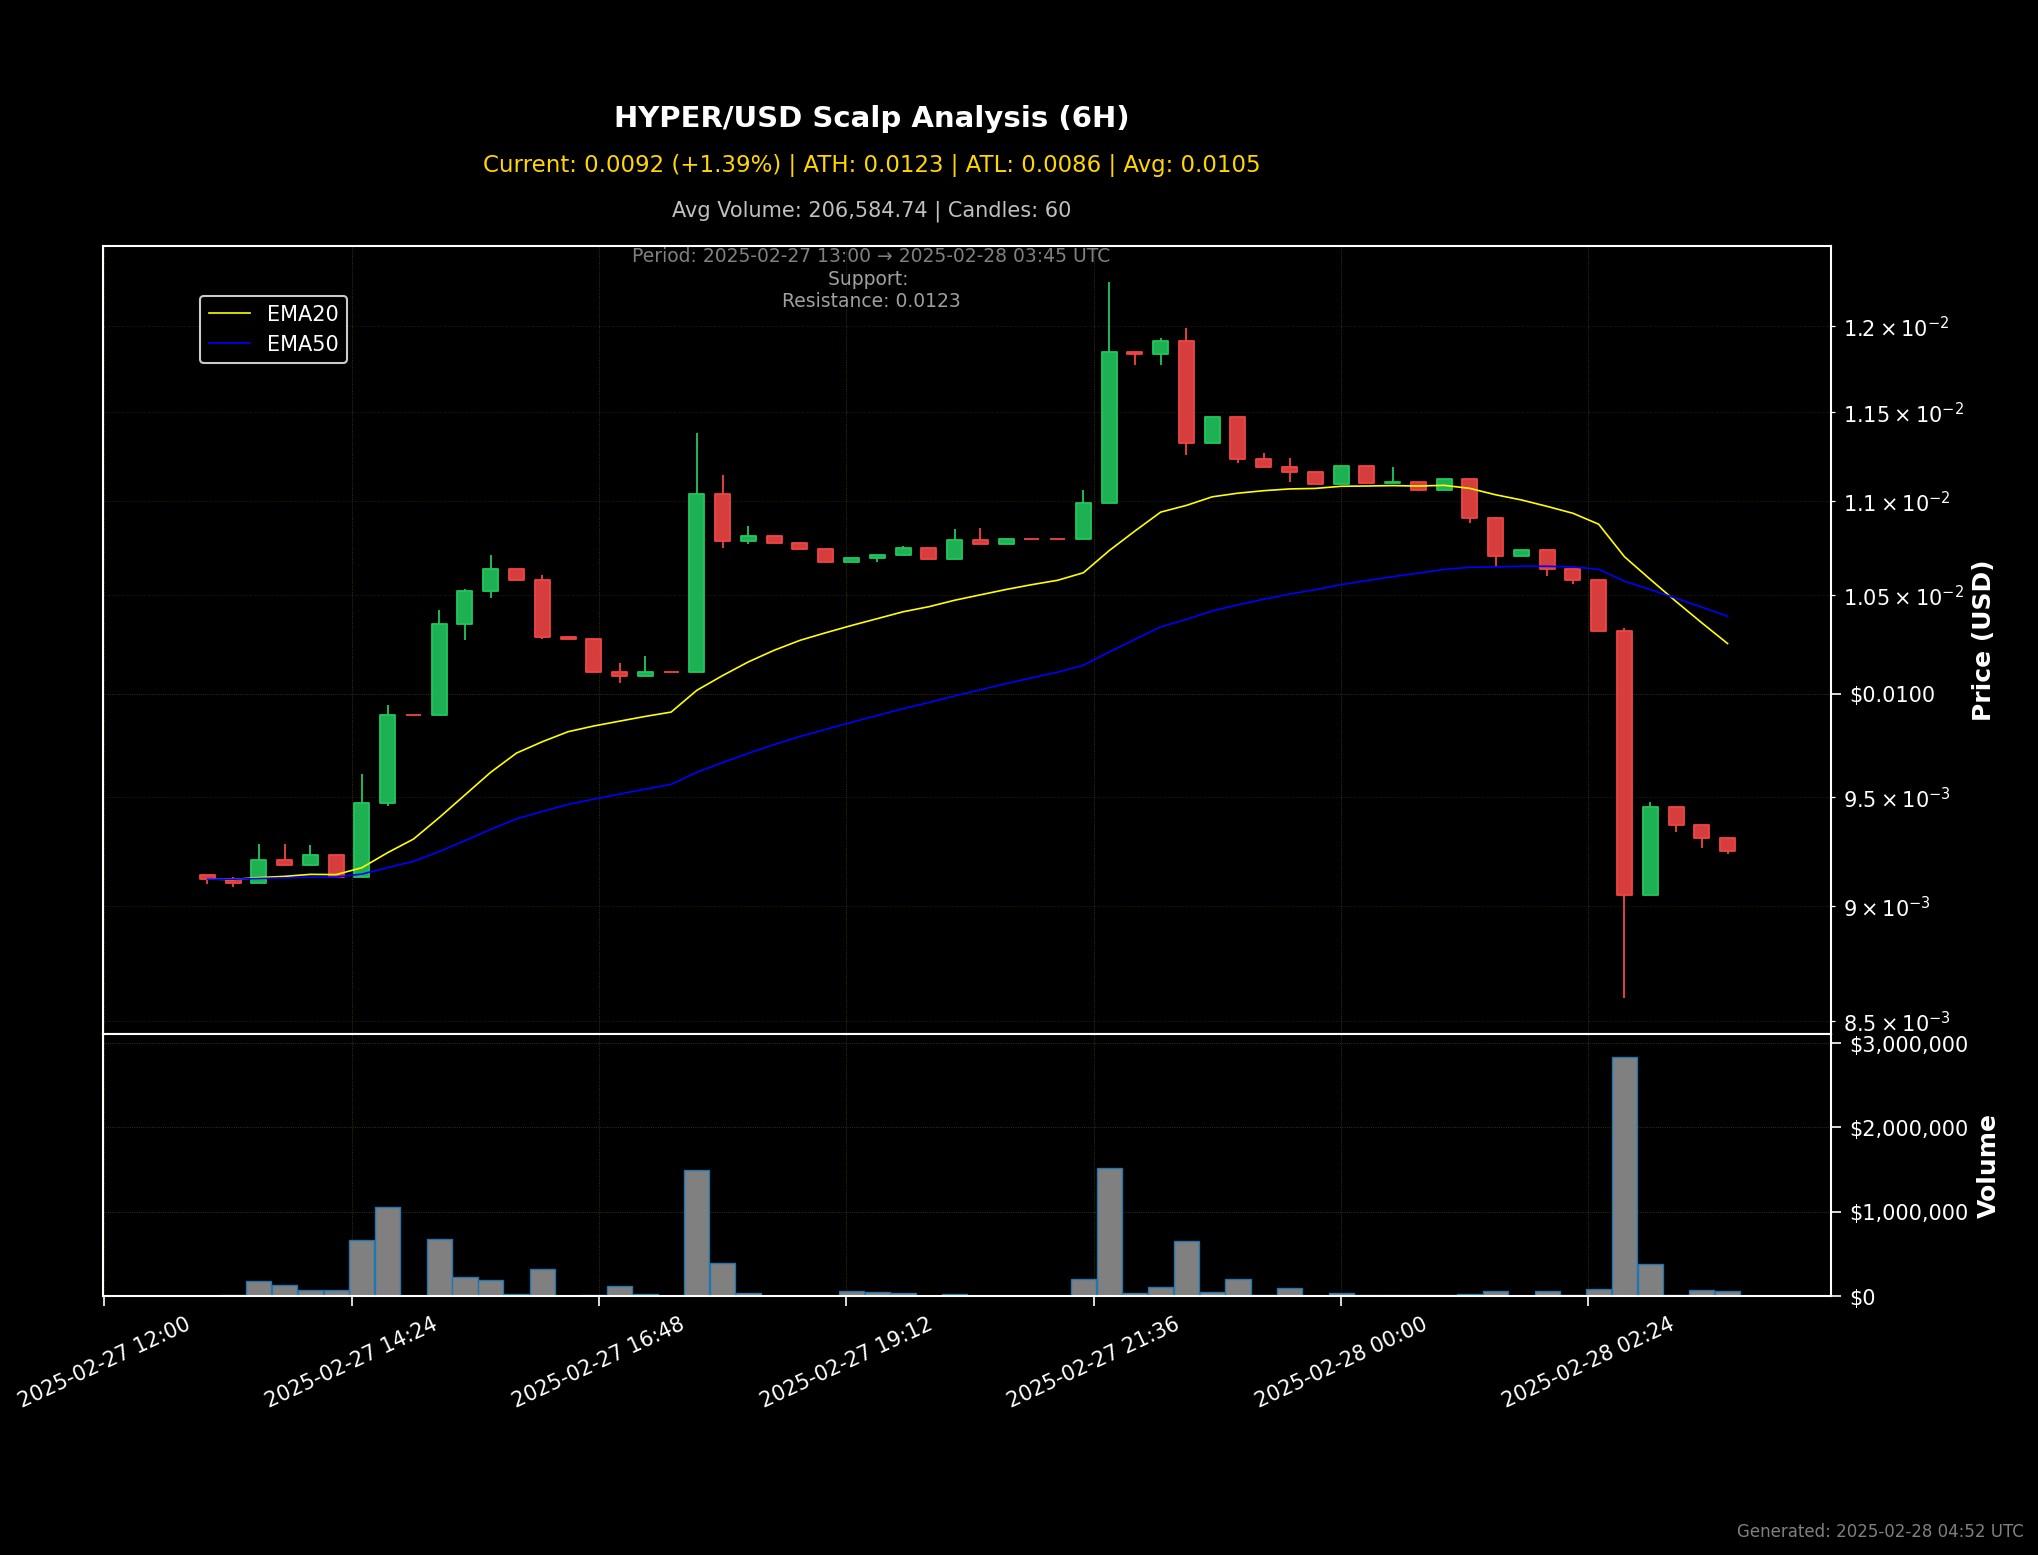 HYPER/USD Scalp Analysis (6H)
Current: 0.0092 (+1.39%) | ATH: 0.0123 | ATL: 0.0086 | Avg: 0.0105
Avg Volume: 206,584.74 | Candles: 60
Period: 2025-02-27 13:00 → 2025-02-28 03:45 UTC
Support:
Resistance: 0.0123
EMA20
EMA50
1.2 × 10⁻²
1.15 × 10⁻²
1.1 × 10⁻²
1.05 × 10⁻²
$0.0100
9.5 × 10⁻³
9 × 10⁻³
8.5 × 10⁻³
Price (USD)
$3,000,000
$2,000,000
$1,000,000
$0
Volume
2025-02-27 12:00
2025-02-27 14:24
2025-02-27 16:48
2025-02-27 19:12
2025-02-27 21:36
2025-02-28 00:00
2025-02-28 02:24
Generated: 2025-02-28 04:52 UTC